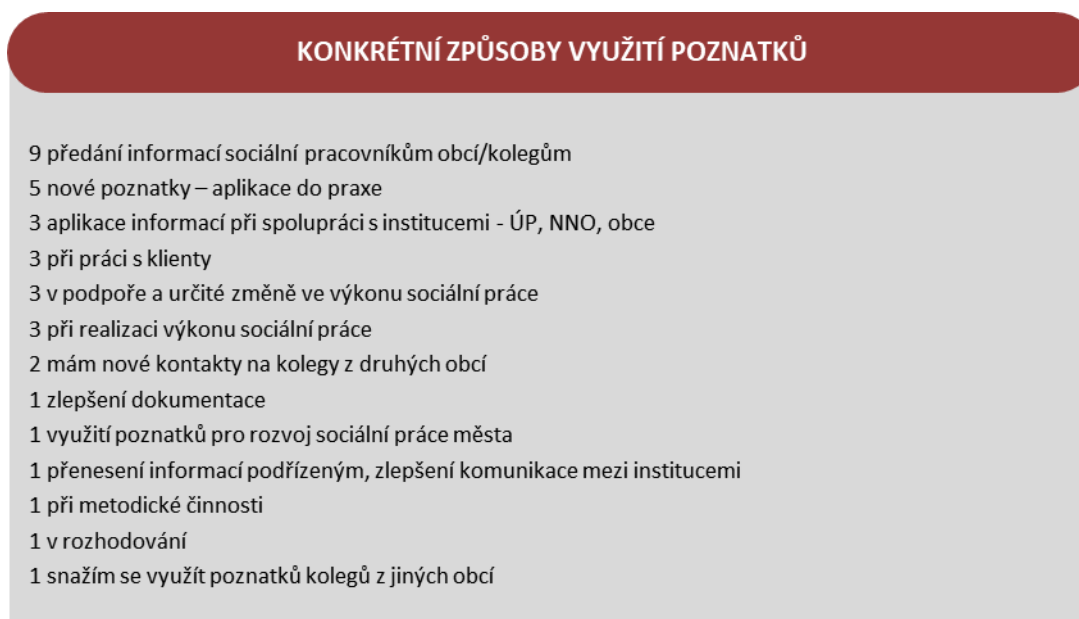 KONKRÉTNÍ ZPŮSOBY VYUŽITÍ POZNATKŮ
9 předání informací sociální pracovníkům obcí/kolegům
5 nové poznatky – aplikace do praxe
3 aplikace informací při spolupráci s institucemi - ÚP, NNO, obce
3 při práci s klienty
3 v podpoře a určité změně ve výkonu sociální práce
3 při realizaci výkonu sociální práce
2 mám nové kontakty na kolegy z druhých obcí
1 zlepšení dokumentace
1 využití poznatků pro rozvoj sociální práce města
1 přenesení informací podřízeným, zlepšení komunikace mezi institucemi
1 při metodické činnosti
1 v rozhodování
1 snažím se využít poznatků kolegů z jiných obcí